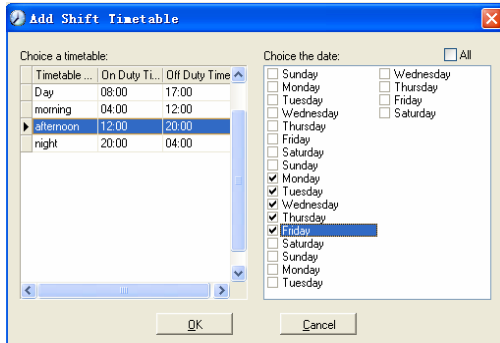 Add Shift Timetable
Choice a timetable:
Timetable ... On Duty Ti... Off Duty Time
Day 08:00 17:00
morning 04:00 12:00
afternoon 12:00 20:00
night 20:00 04:00
Choice the date:
All
Sunday
Monday
Tuesday
Wednesday
Thursday
Friday
Saturday
Sunday
Monday
Tuesday
Wednesday
Thursday
Friday
Saturday
Sunday
Monday
Tuesday
Wednesday
Thursday
Friday
Saturday
OK
Cancel